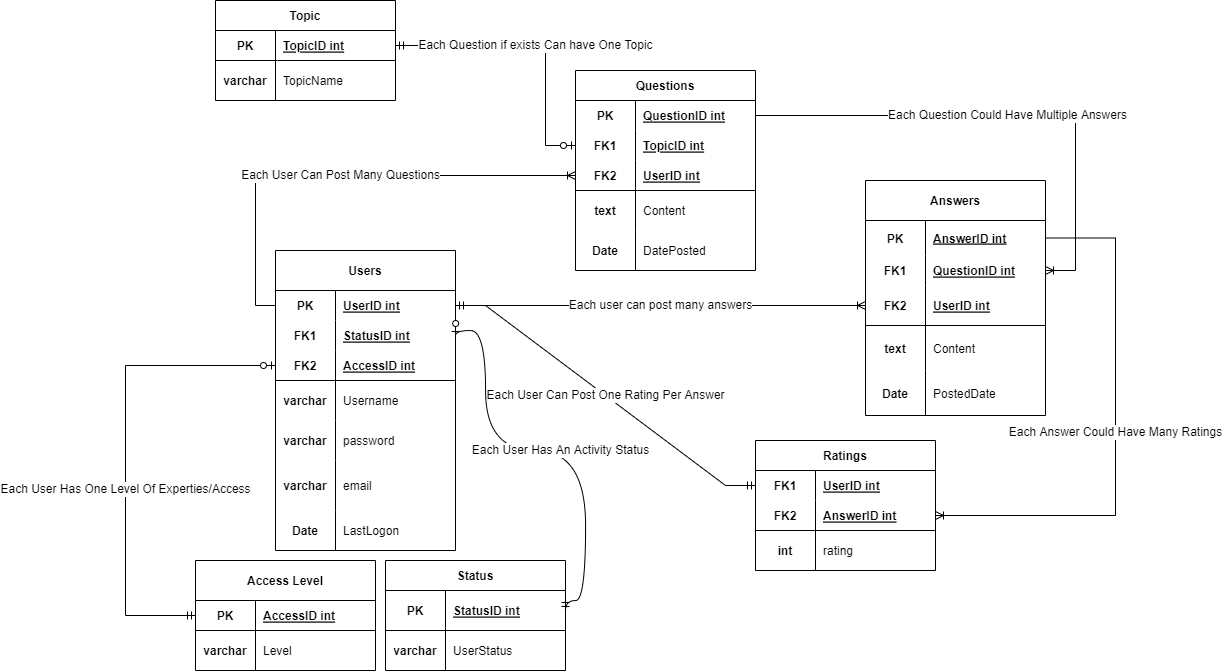 Topic
PK TopicID int
varchar TopicName
Each Question if exists Can have One Topic
Questions
PK QuestionID int
FK1 TopicID int
FK2 UserID int
text Content
Date DatePosted
Each Question Could Have Multiple Answers
Each User Can Post Many Questions
Answers
PK AnswerID int
FK1 QuestionID int
FK2 UserID int
text Content
Date PostedDate
Users
PK UserID int
FK1 StatusID int
FK2 AccessID int
varchar Username
varchar password
varchar email
Date LastLogon
Each user can post many answers
Each User Can Post One Rating Per Answer
Each User Has An Activity Status
Each Answer Could Have Many Ratings
Ratings
FK1 UserID int
FK2 AnswerID int
int rating
Each User Has One Level Of Experties/Access
Access Level
PK AccessID int
varchar Level
Status
PK StatusID int
varchar UserStatus